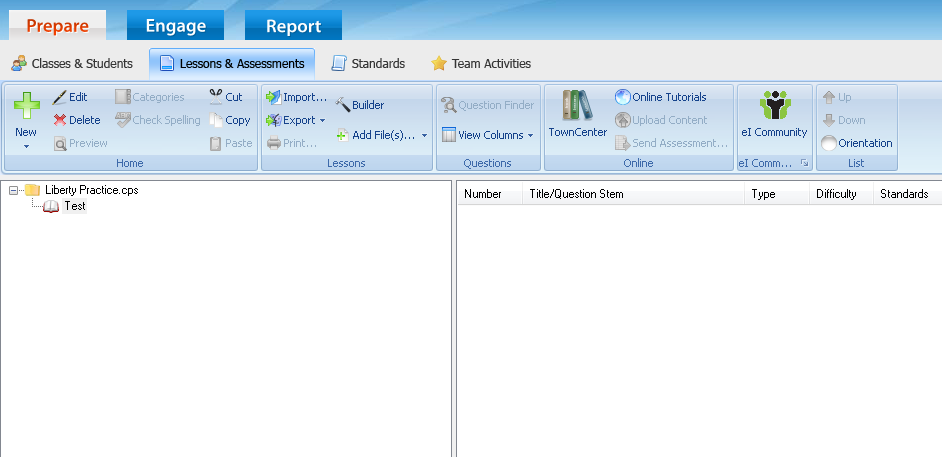 Prepare Engage Report
Classes & Students Lessons & Assessments Standards Team Activities
New
Edit Categories Cut
Delete Check Spelling Copy
Preview Paste
Home
Import... Builder
Export
Print... Add File(s)...
Lessons
Question Finder
View Columns
Questions
TownCenter
Online Tutorials
Upload Content
Send Assessment...
Online
eI Community
eI Comm...
Up
Down
Orientation
List
Liberty Practice.cps
Test
Number Title/Question Stem Type Difficulty Standards